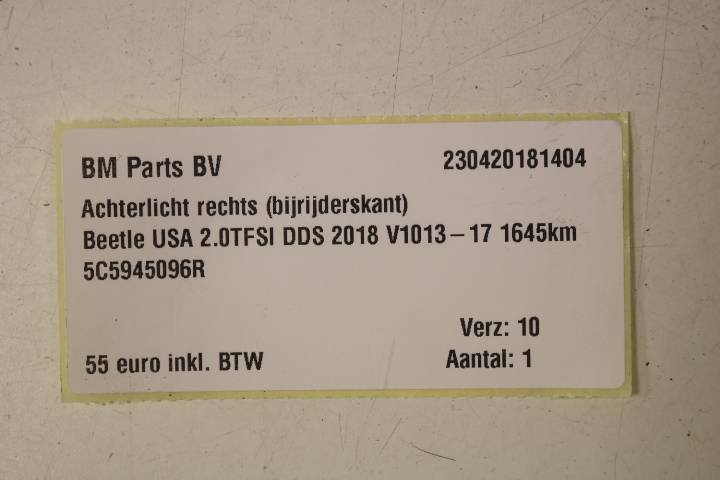 BM Parts BV 230420181404
Achterlicht rechts (bijrijderskant)
Beetle USA 2.0TFSI DDS 2018 V1013-17 1645km
5C5945096R
Verz: 10
55 euro inkl. BTW Aantal: 1